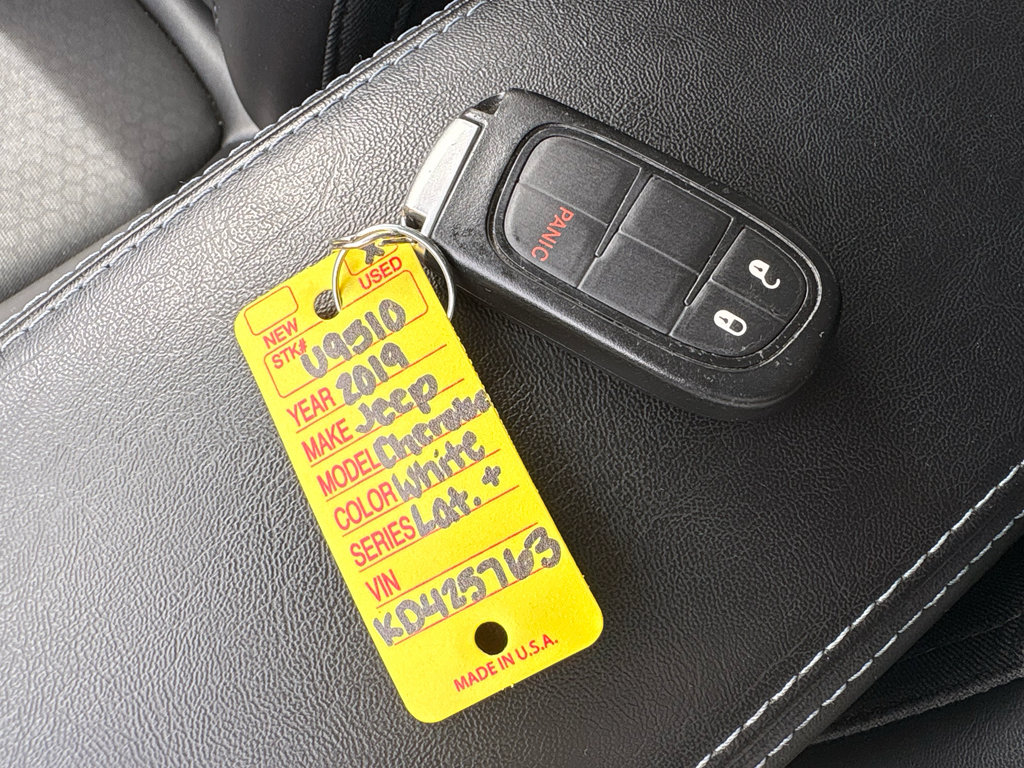 X
NEW USED
STK# U9510
YEAR 2019
MAKE Jeep
MODEL Cherokee
COLOR White
SERIES Lat. +
VIN
KD425763
MADE IN U.S.A.
PANIC